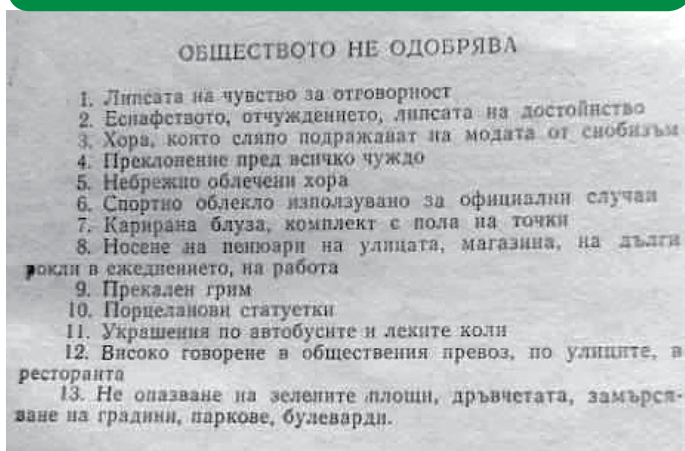 ОБЩЕСТВОТО НЕ ОДОБРЯВА
1. Липсата на чувство за отговорност
2. Еснафството, отчуждението, липсата на достойнство
3. Хора, които сляпо подражават на модата от снобизъм
4. Преклонение пред всичко чуждо
5. Небрежно облечени хора
6. Спортно облекло използувано за официални случаи
7. Карирана блуза, комплект с пола на точки
8. Носене на пенюари на улицата, магазина, на дълги
рокли в ежеднението, на работа
9. Прекален грим
10. Порцеланови статуетки
11. Украшения по автобусите и леките коли
12. Високо говорене в обществения превоз, по улиците, в
ресторанта
13. Не опазване на зелените площи, дръвчетата, замърся-
ване на градини, паркове, булеварди.